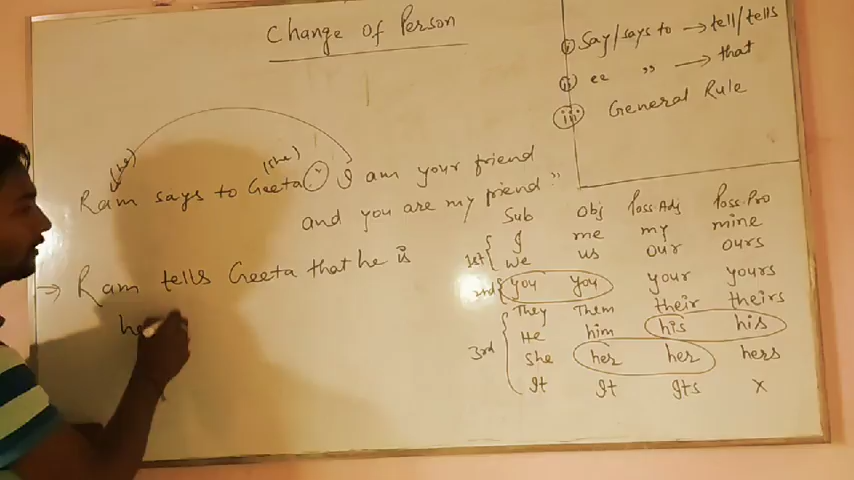 Change of Person
(i) Say/says to → tell/tells
(ii) "  " → that
(iii) General Rule
(he) (she)
Ram says to Geeta, " I am your friend
and you are my friend."
→ Ram tells Geeta that he is
he
Sub Obj Poss.Adj Poss.Pro
1st { I me my mine
we us our ours
2nd { you you your yours
3rd { They Them their theirs
He him his his
She her her hers
It It Its X